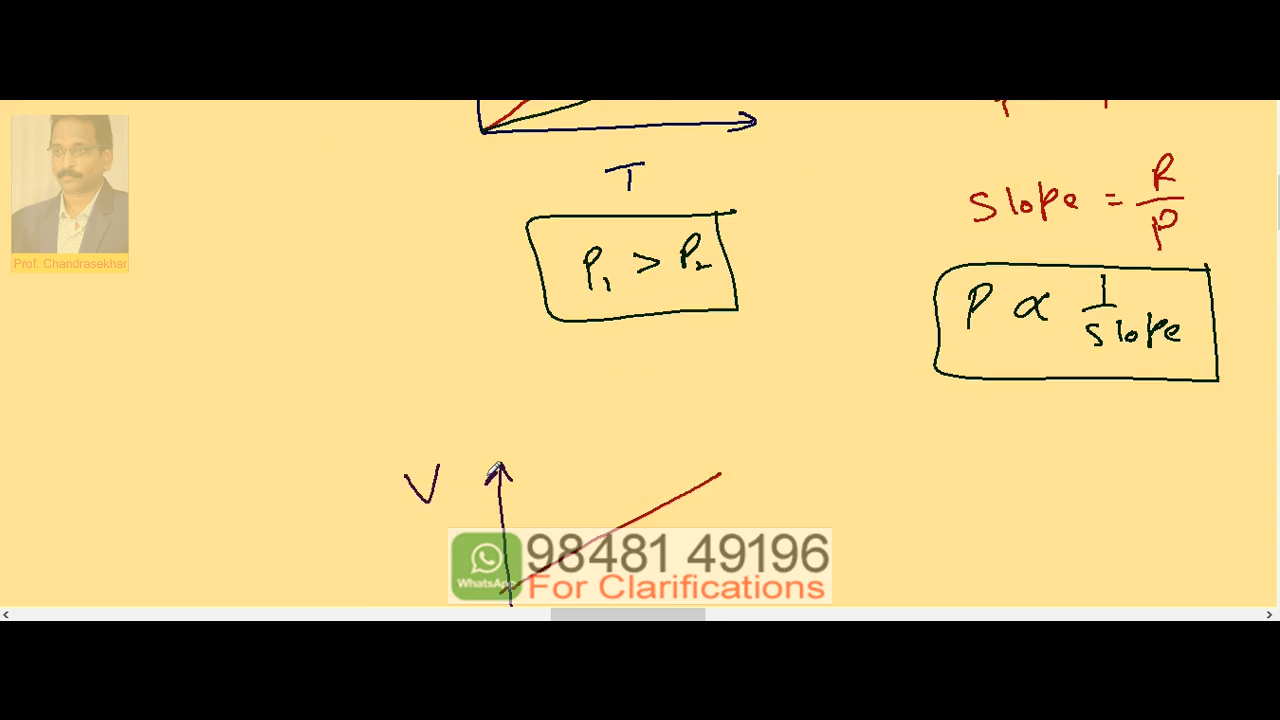 Prof. Chandrasekhar
T
P₁ > P₂
slope = R/P
P ∝ 1/slope
V
WhatsApp
98481 49196
For Clarifications